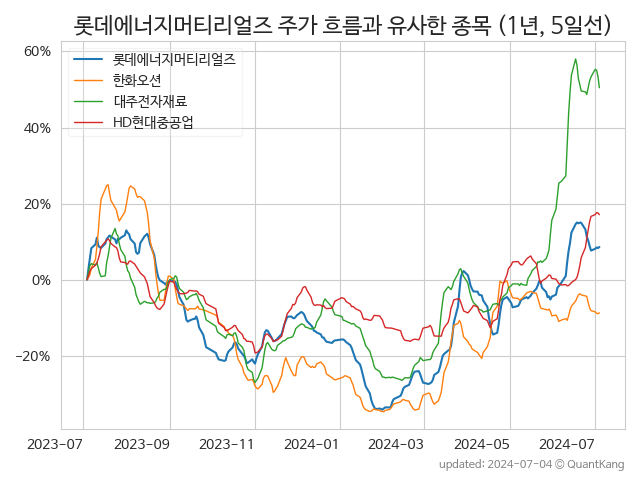 롯데에너지머티리얼즈 주가 흐름과 유사한 종목 (1년, 5일선)
60%
40%
20%
0%
−20%
롯데에너지머티리얼즈
한화오션
대주전자재료
HD현대중공업
2023-07 2023-09 2023-11 2024-01 2024-03 2024-05 2024-07
updated: 2024-07-04 © QuantKang